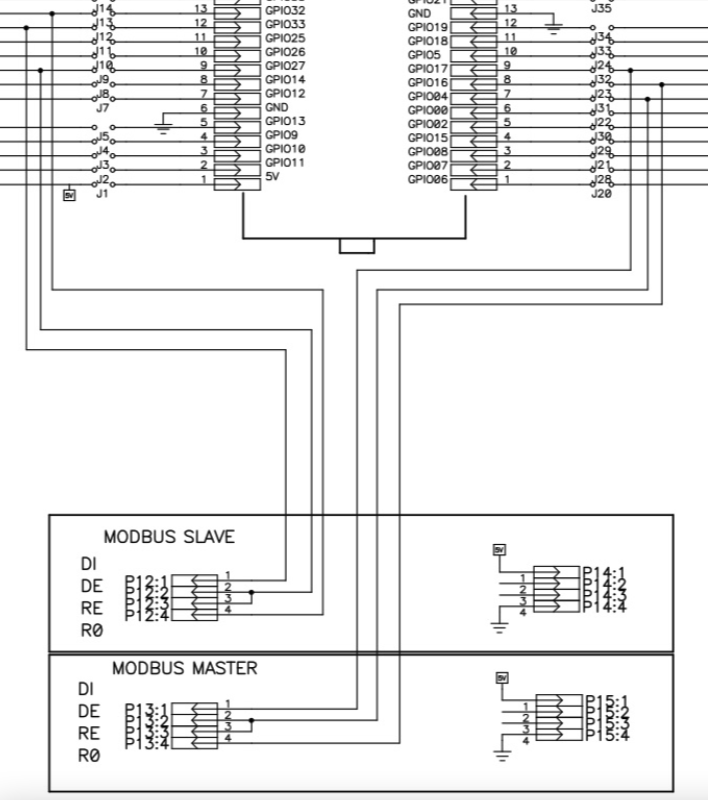 J14 13 GPIO32
J13 12 GPIO33
J12 11 GPIO25
J11 10 GPIO26
J10 9 GPIO27
J9 8 GPIO14
J8 7 GPIO12
J7 6 GND
5 GPIO13
J5 4 GPIO9
J4 3 GPIO10
J3 2 GPIO11
J2 1 5V
5V J1
GPIO21
GND 13 J35
GPIO19 12
GPIO18 11 J34
GPIO5 10 J33
GPIO17 9 J24
GPIO16 8 J32
GPIO04 7 J23
GPIO00 6 J31
GPIO02 5 J22
GPIO15 4 J30
GPIO08 3 J29
GPIO07 2 J21
GPIO06 1 J28
J20
MODBUS SLAVE
DI
DE
RE
R0
P12:1 1
P12:2 2
P12:3 3
P12:4 4
5V
P14:1
1 P14:2
2 P14:3
3 P14:4
4
MODBUS MASTER
DI
DE
RE
R0
P13:1 1
P13:2 2
P13:3 3
P13:4 4
5V
P15:1
1 P15:2
2 P15:3
3 P15:4
4